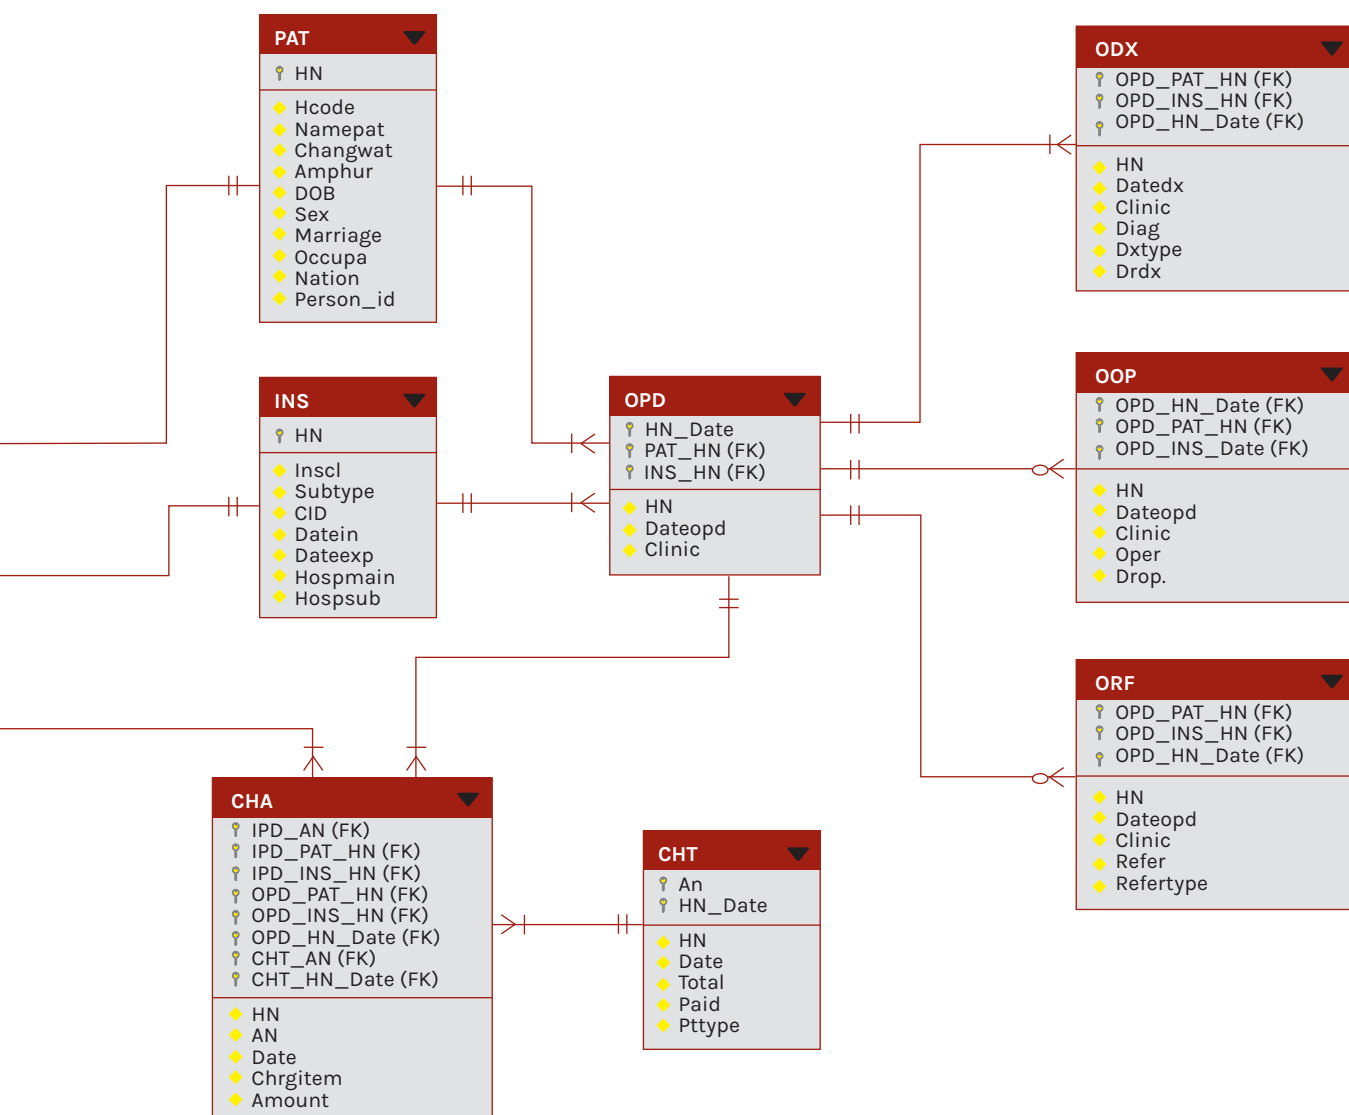 PAT
HN
Hcode
Namepat
Changwat
Amphur
DOB
Sex
Marriage
Occupa
Nation
Person_id
INS
HN
Inscl
Subtype
CID
Datein
Dateexp
Hospmain
Hospsub
OPD
HN_Date
PAT_HN (FK)
INS_HN (FK)
HN
Dateopd
Clinic
ODX
OPD_PAT_HN (FK)
OPD_INS_HN (FK)
OPD_HN_Date (FK)
HN
Datedx
Clinic
Diag
Dxtype
Drdx
OOP
OPD_HN_Date (FK)
OPD_PAT_HN (FK)
OPD_INS_Date (FK)
HN
Dateopd
Clinic
Oper
Drop.
ORF
OPD_PAT_HN (FK)
OPD_INS_HN (FK)
OPD_HN_Date (FK)
HN
Dateopd
Clinic
Refer
Refertype
CHA
IPD_AN (FK)
IPD_PAT_HN (FK)
IPD_INS_HN (FK)
OPD_PAT_HN (FK)
OPD_INS_HN (FK)
OPD_HN_Date (FK)
CHT_AN (FK)
CHT_HN_Date (FK)
HN
AN
Date
Chrgitem
Amount
CHT
An
HN_Date
HN
Date
Total
Paid
Pttype